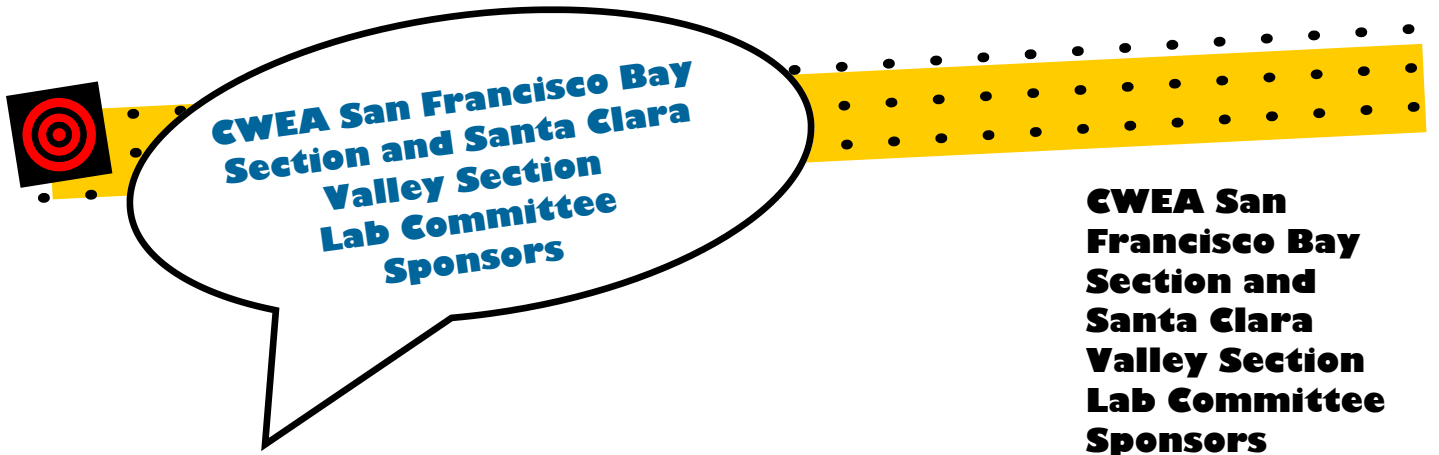 CWEA San Francisco Bay
Section and Santa Clara
Valley Section
Lab Committee
Sponsors
CWEA San
Francisco Bay
Section and
Santa Clara
Valley Section
Lab Committee
Sponsors